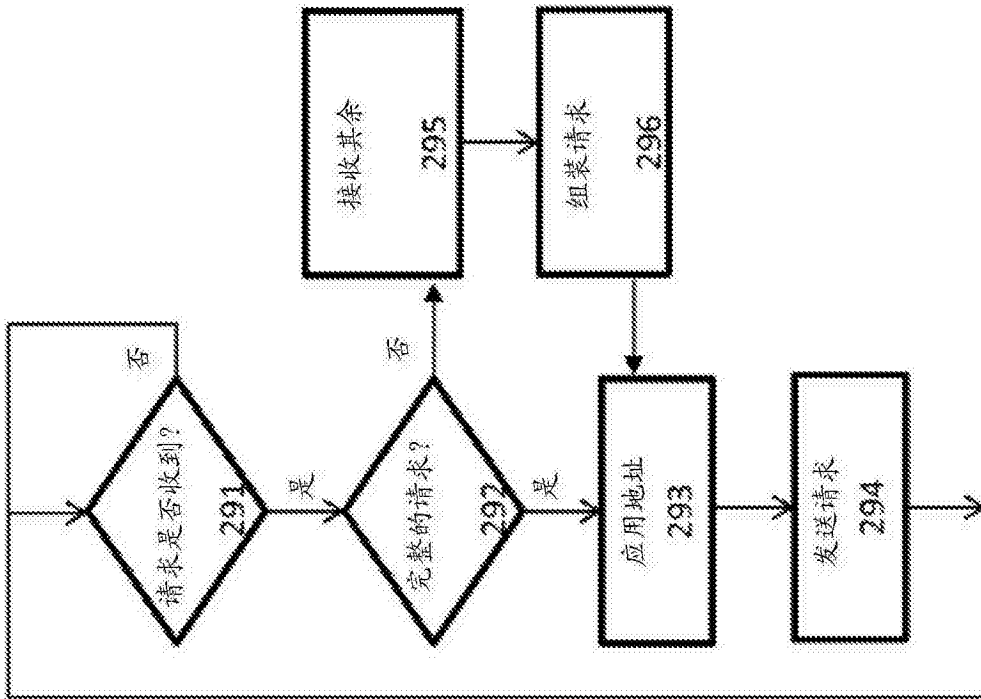 请求是否收到?
291
否
是
完整的请求?
292
否
是
接收其余
295
组装请求
296
应用地址
293
发送请求
294